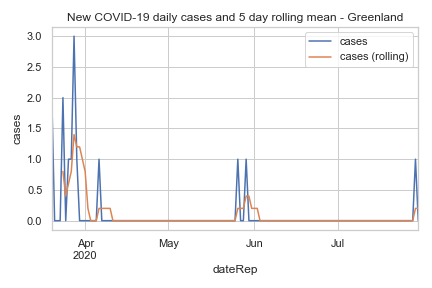 New COVID-19 daily cases and 5 day rolling mean - Greenland
cases
cases (rolling)
3.0
2.5
2.0
1.5
1.0
0.5
0.0
cases
Apr
2020
May
Jun
Jul
dateRep